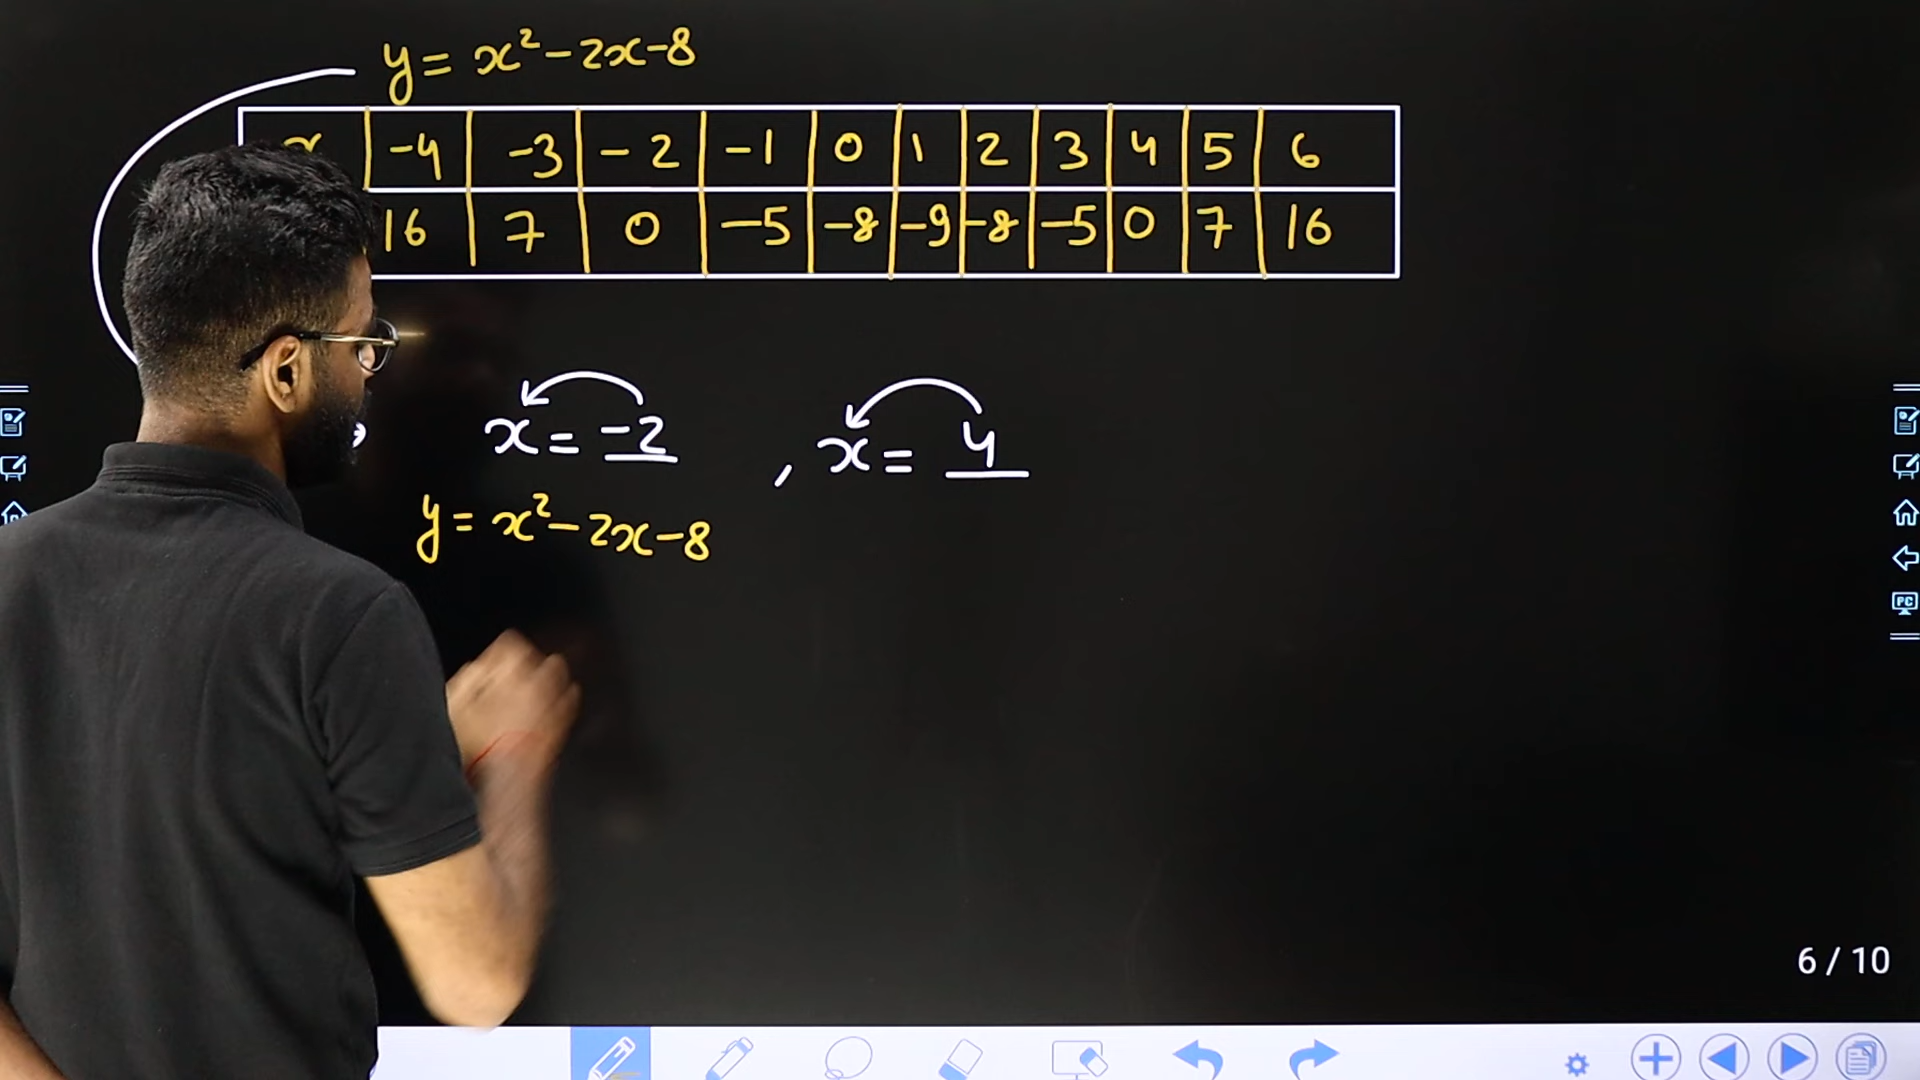 y = x² - 2x - 8
x -4 -3 -2 -1 0 1 2 3 4 5 6
16 7 0 -5 -8 -9 -8 -5 0 7 16
x = -2 , x = 4
y = x² - 2x - 8
PC
6 / 10